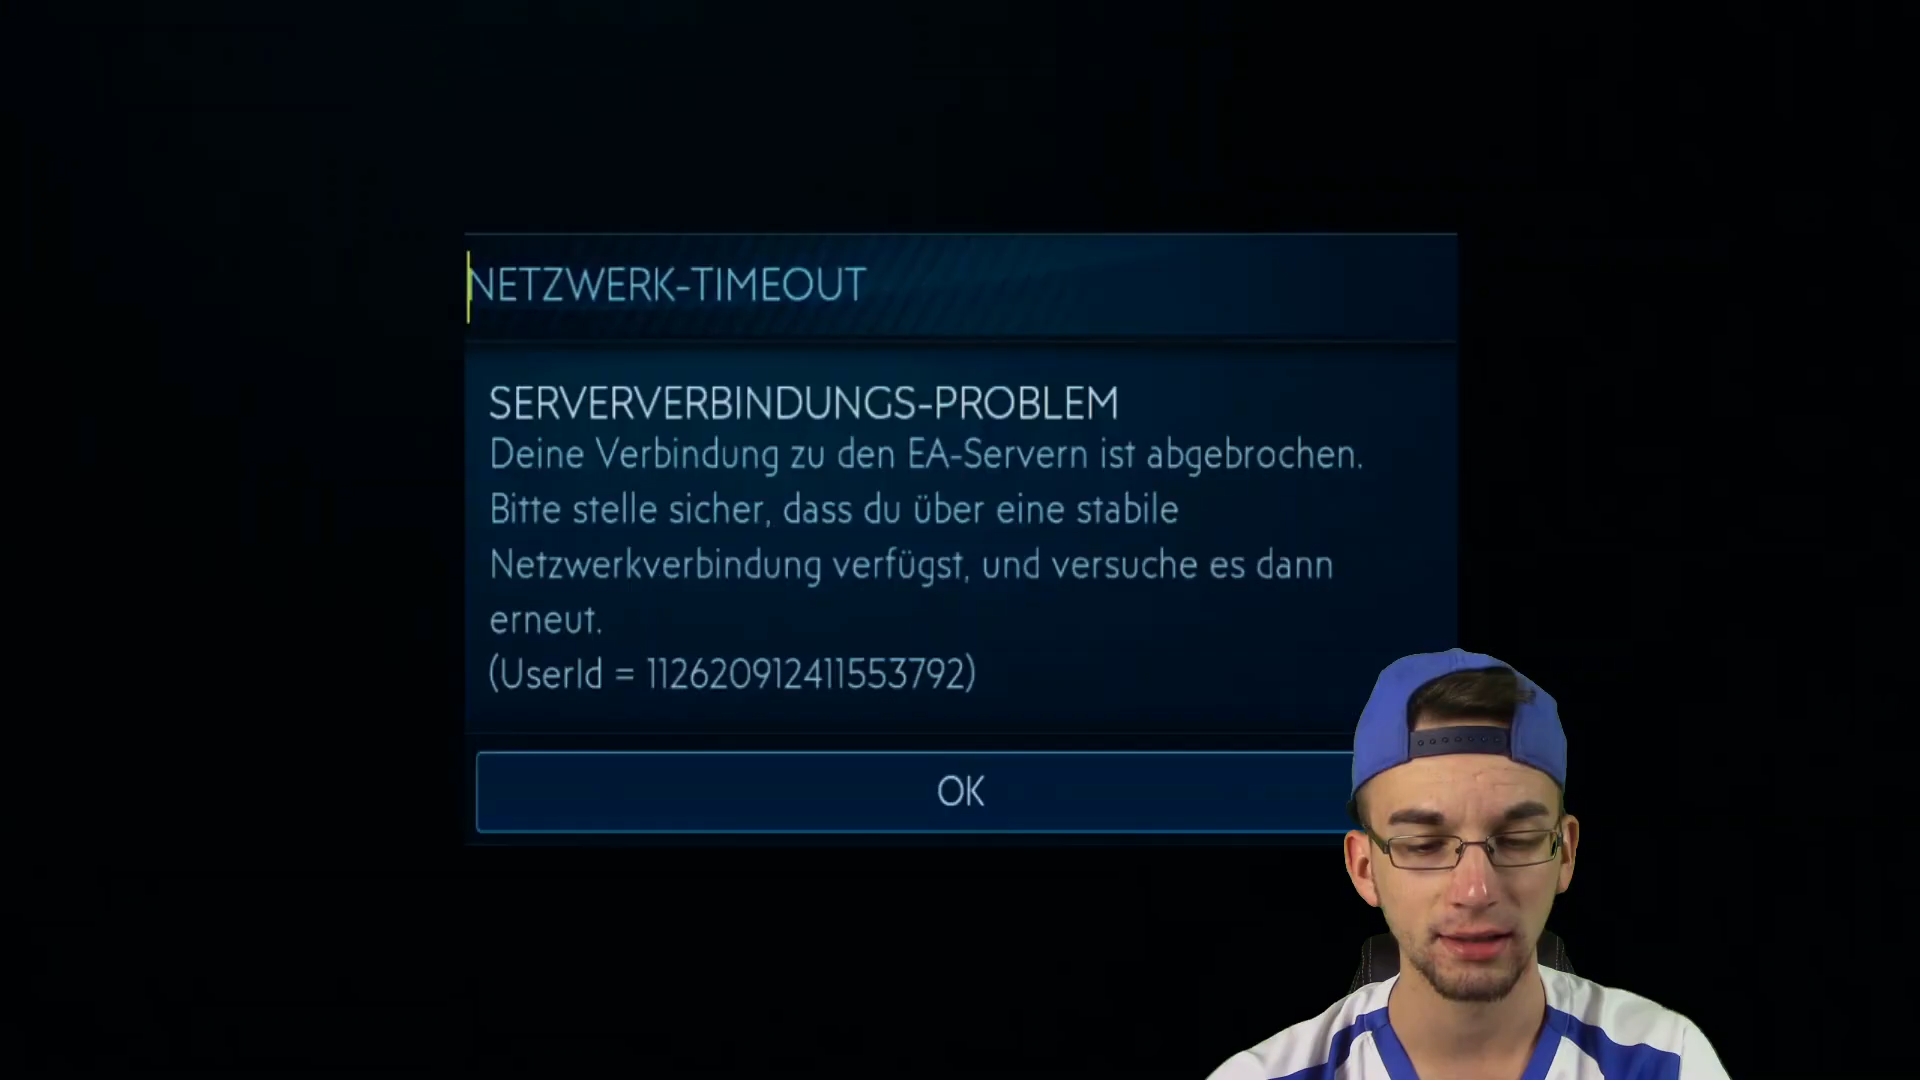 NETZWERK-TIMEOUT
SERVERVERBINDUNGS-PROBLEM
Deine Verbindung zu den EA-Servern ist abgebrochen.
Bitte stelle sicher, dass du über eine stabile
Netzwerkverbindung verfügst, und versuche es dann
erneut.
(UserId = 112620912411553792)
OK